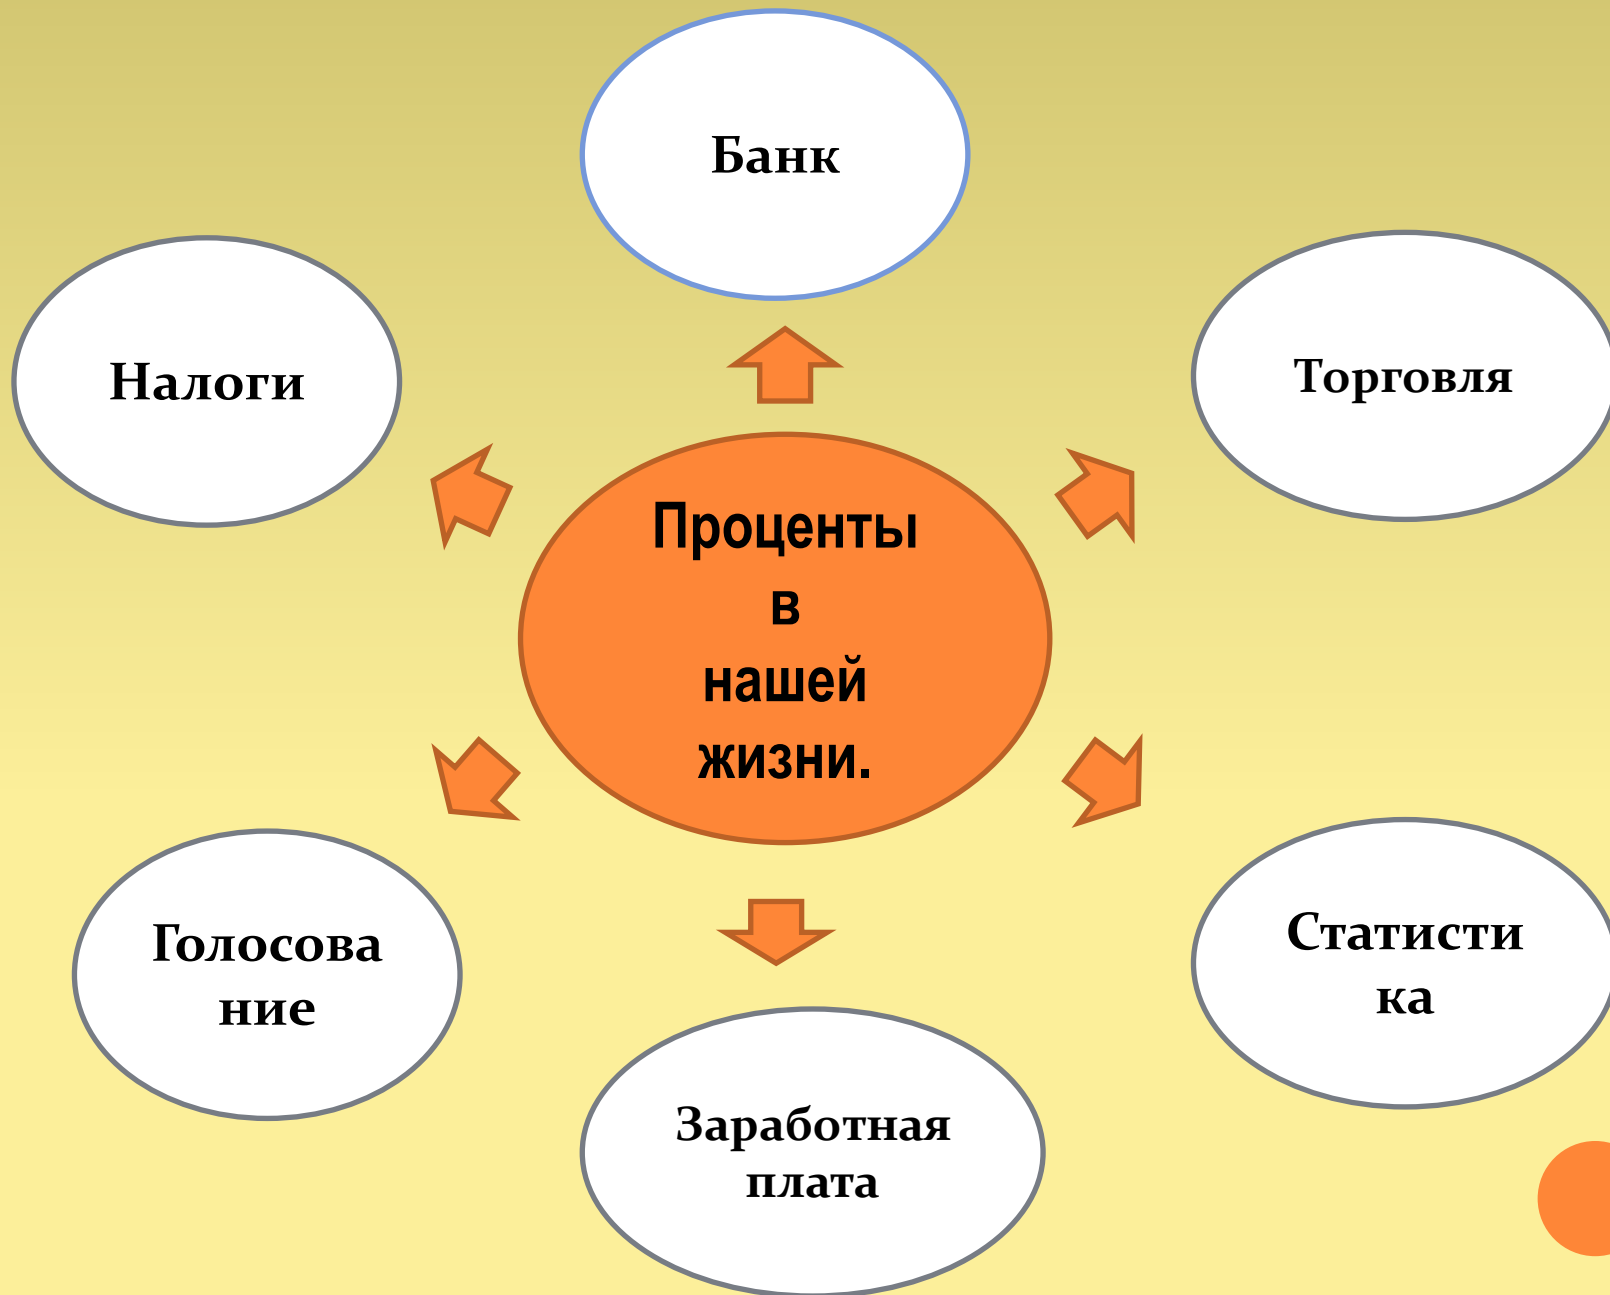 Банк
Налоги
Торговля
Проценты
в
нашей
жизни.
Голосова
ние
Статисти
ка
Заработная
плата